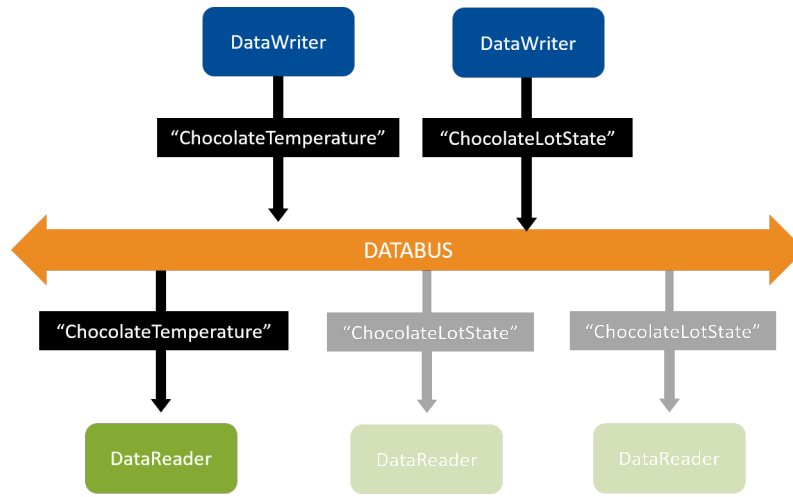 DataWriter
DataWriter
“ChocolateTemperature”
“ChocolateLotState”
DATABUS
“ChocolateTemperature”
“ChocolateLotState”
“ChocolateLotState”
DataReader
DataReader
DataReader